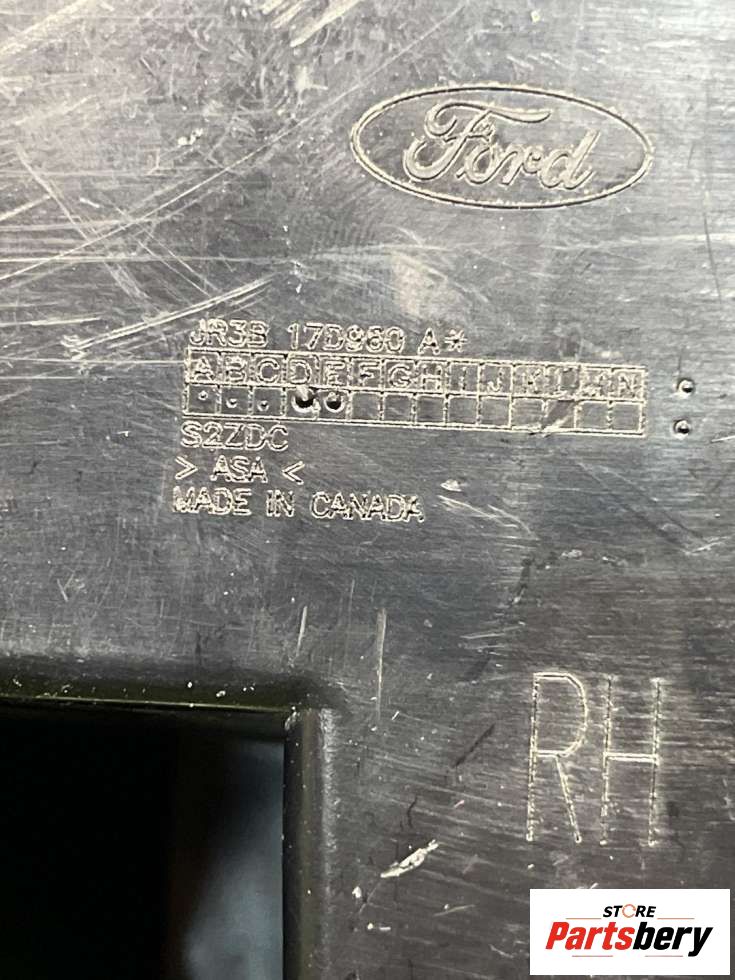 Ford
JR3B 17D980 A*
A B C D E F G H I J K L M N
S2ZDC
> ASA <
MADE IN CANADA
RH
STORE
Partsbery